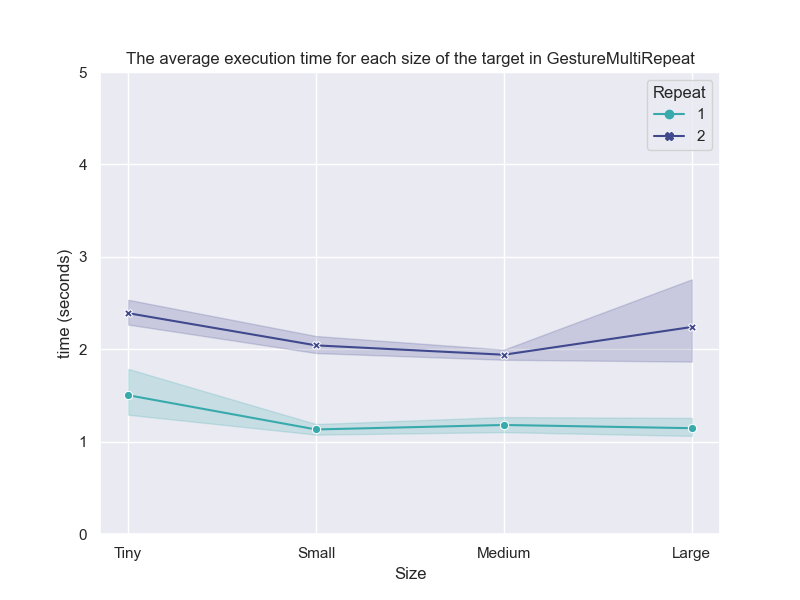 The average execution time for each size of the target in GestureMultiRepeat
Repeat
1
2
5
4
3
2
1
0
time (seconds)
Tiny Small Medium Large
Size